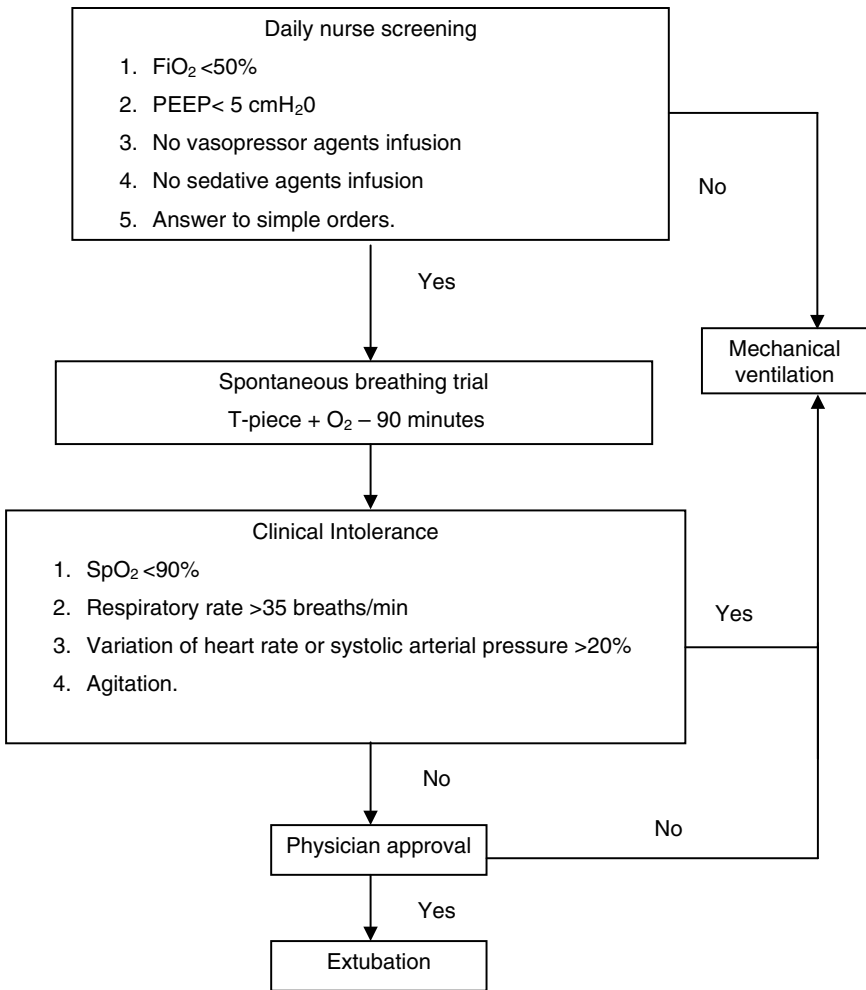 Daily nurse screening
1. FiO₂ <50%
2. PEEP< 5 cmH₂0
3. No vasopressor agents infusion
4. No sedative agents infusion
5. Answer to simple orders.
No
Yes
Mechanical
ventilation
Spontaneous breathing trial
T-piece + O₂ – 90 minutes
Clinical Intolerance
1. SpO₂ <90%
2. Respiratory rate >35 breaths/min
Yes
3. Variation of heart rate or systolic arterial pressure >20%
4. Agitation.
No
No
Physician approval
Yes
Extubation